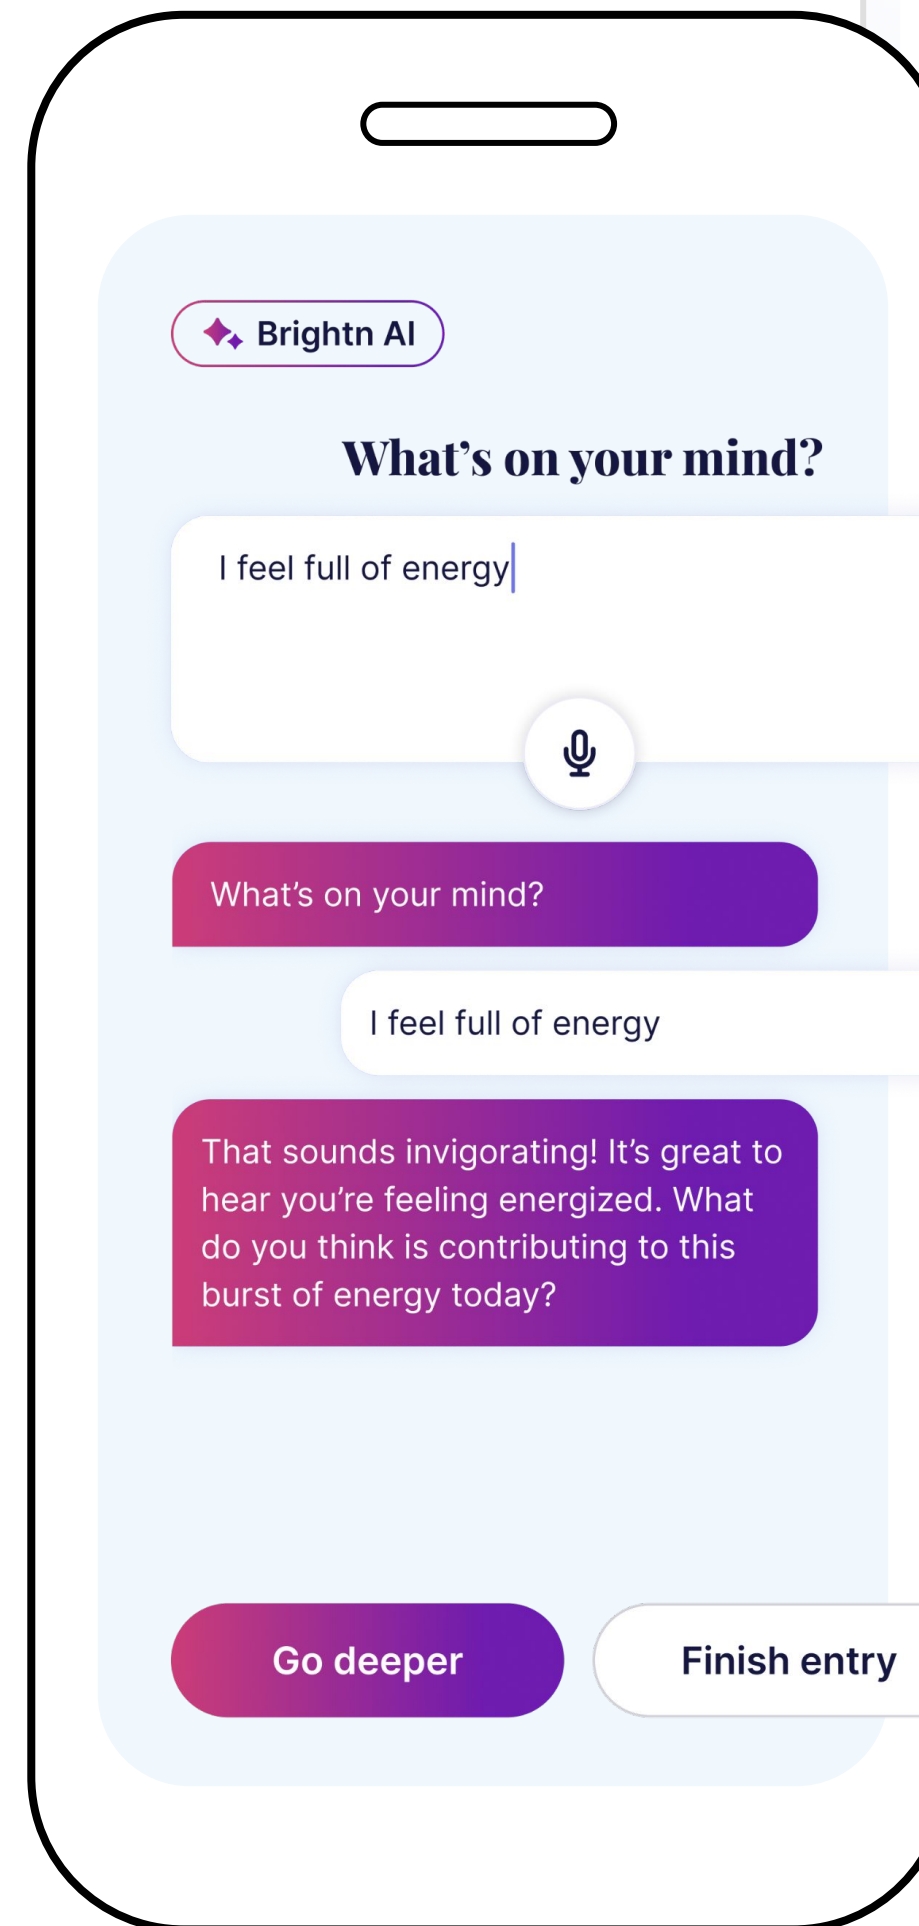 Brightn AI
What’s on your mind?
I feel full of energy
What’s on your mind?
I feel full of energy
That sounds invigorating! It’s great to
hear you’re feeling energized. What
do you think is contributing to this
burst of energy today?
Go deeper
Finish entry